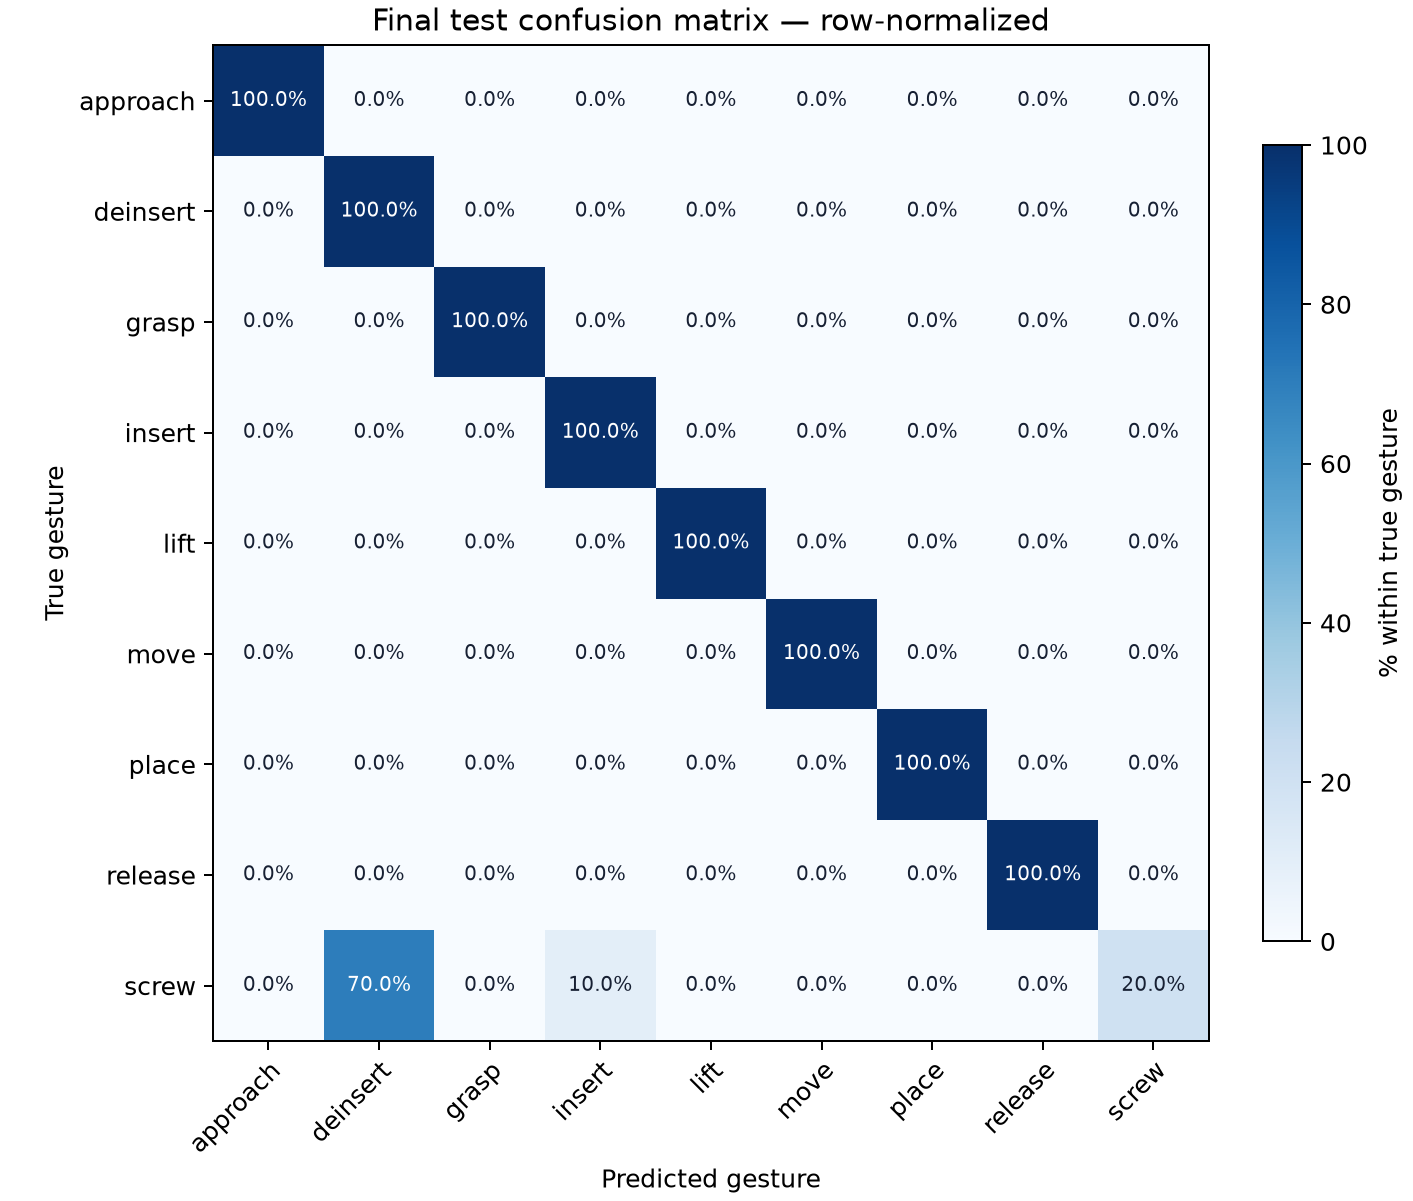 Final test confusion matrix — row-normalized
approach 100.0% 0.0% 0.0% 0.0% 0.0% 0.0% 0.0% 0.0% 0.0%
deinsert 0.0% 100.0% 0.0% 0.0% 0.0% 0.0% 0.0% 0.0% 0.0%
grasp 0.0% 0.0% 100.0% 0.0% 0.0% 0.0% 0.0% 0.0% 0.0%
insert 0.0% 0.0% 0.0% 100.0% 0.0% 0.0% 0.0% 0.0% 0.0%
lift 0.0% 0.0% 0.0% 0.0% 100.0% 0.0% 0.0% 0.0% 0.0%
move 0.0% 0.0% 0.0% 0.0% 0.0% 100.0% 0.0% 0.0% 0.0%
place 0.0% 0.0% 0.0% 0.0% 0.0% 0.0% 100.0% 0.0% 0.0%
release 0.0% 0.0% 0.0% 0.0% 0.0% 0.0% 0.0% 100.0% 0.0%
screw 0.0% 70.0% 0.0% 10.0% 0.0% 0.0% 0.0% 0.0% 20.0%
approach deinsert grasp insert lift move place release screw
Predicted gesture
True gesture
100
80
60
40
20
0
% within true gesture